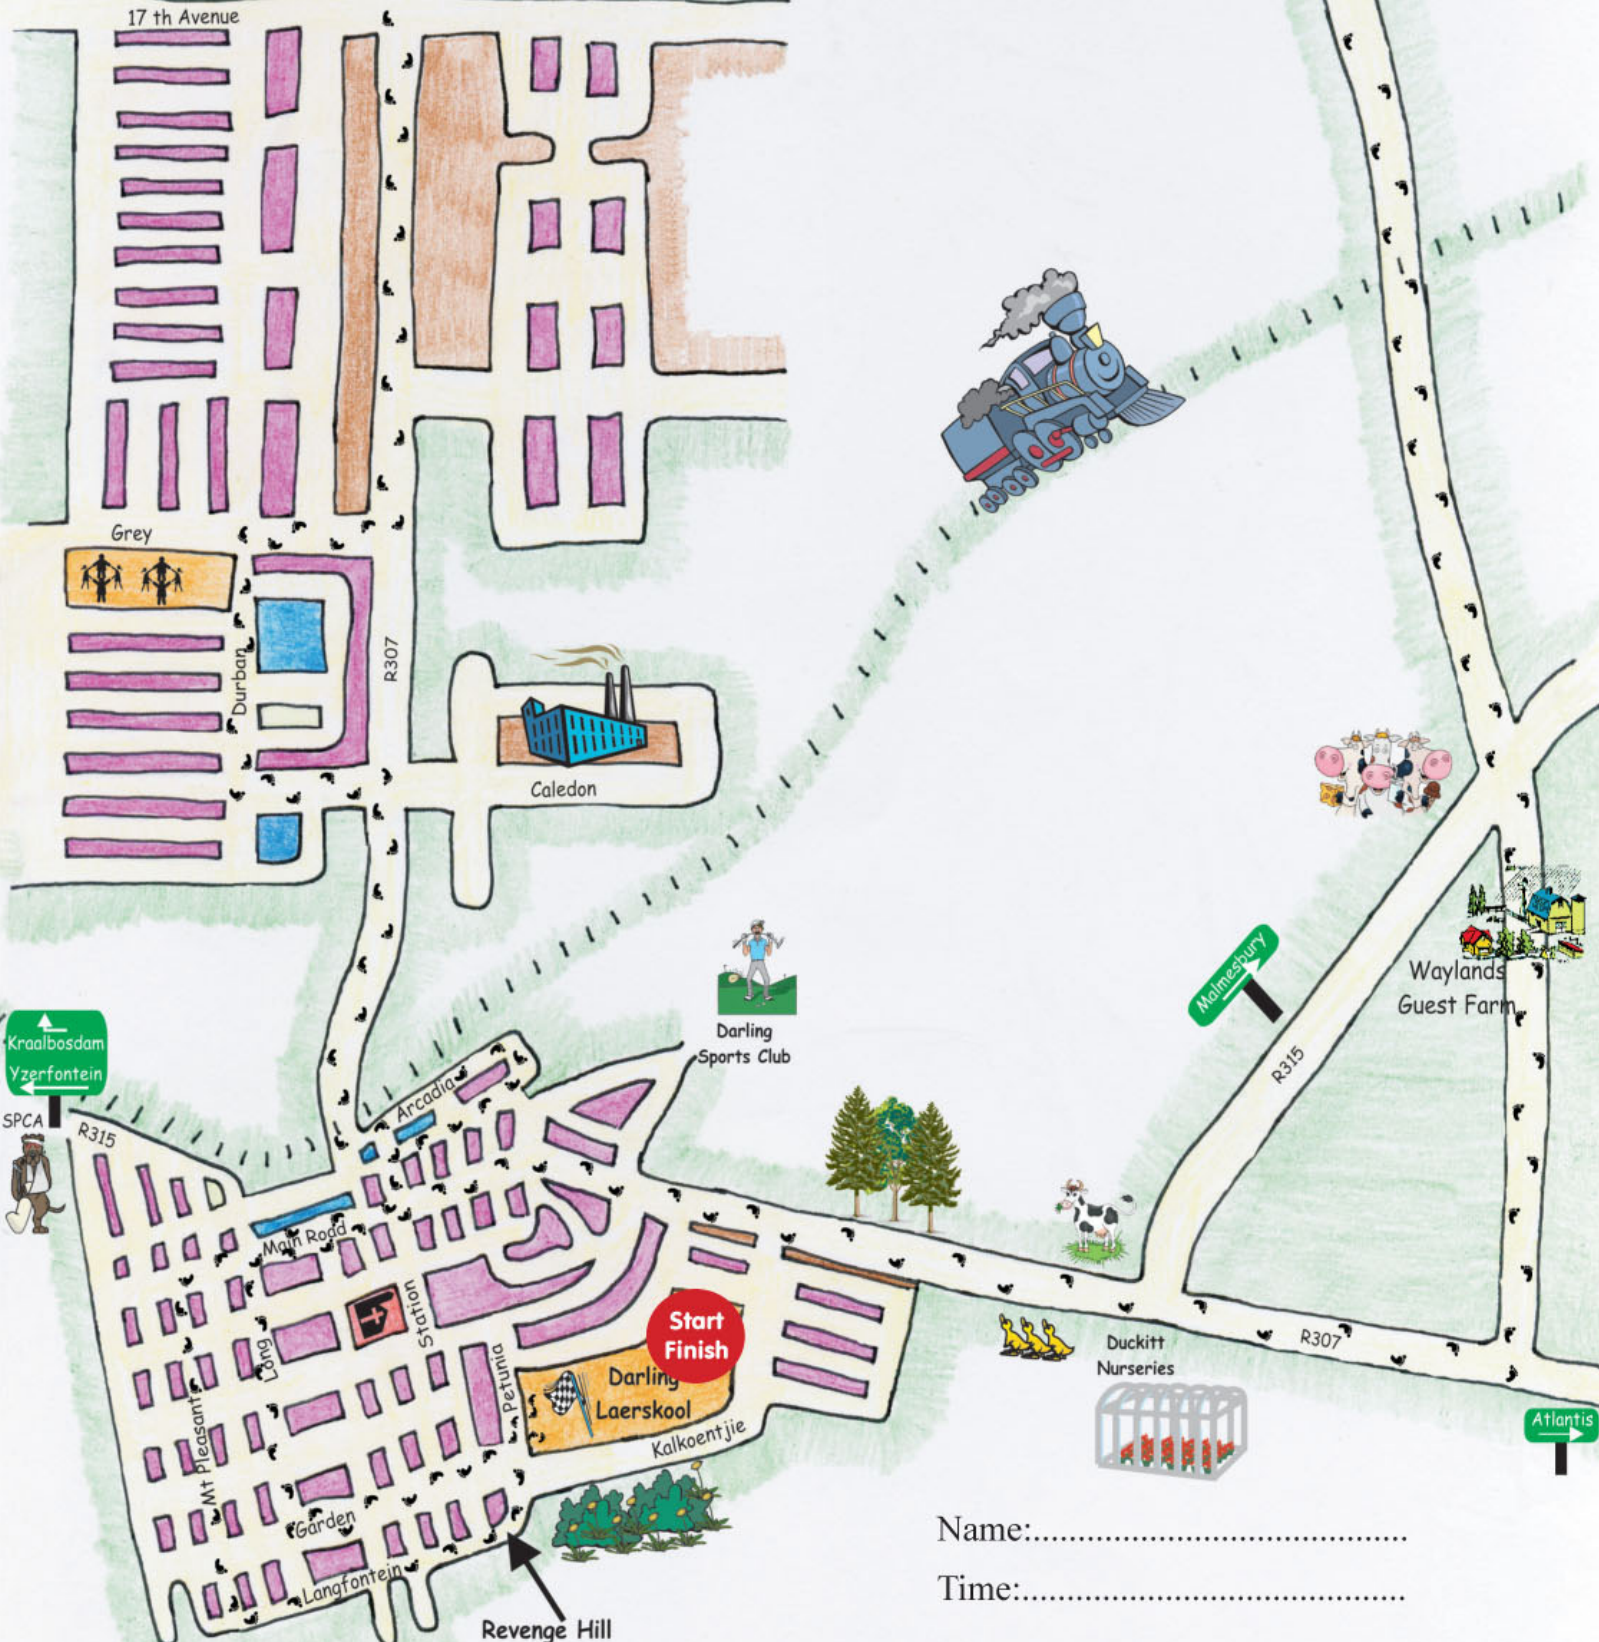 17 th Avenue
Grey
Durban
R307
Caledon
Darling
Sports Club
Malmesbury
Waylands
Guest Farm
R315
Kraalbosdam
Yzerfontein
SPCA
R315
Arcadia
Main Road
Station
Long
Mt Pleasant
Petunia
Start
Finish
Darling
Laerskool
Kalkoentjie
Garden
Langfontein
Revenge Hill
Duckitt
Nurseries
R307
Atlantis
Name:..........................................
Time:...........................................